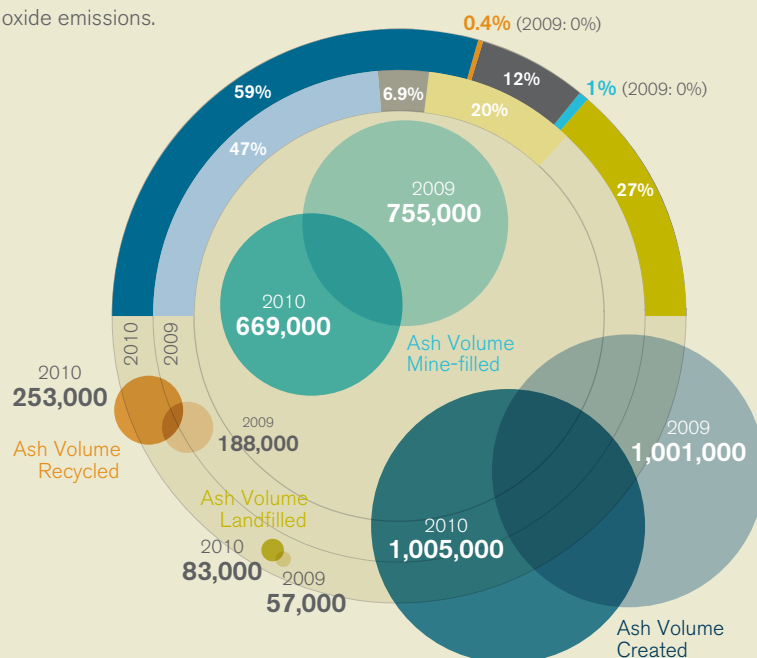 oxide emissions.
0.4% (2009: 0%)
59%
12%
1% (2009: 0%)
6.9%
20%
47%
27%
2009
755,000
2010
669,000
Ash Volume
Mine-filled
2010
2009
2010
253,000
2009
188,000
Ash Volume
Recycled
Ash Volume
Landfilled
2010
83,000
2009
57,000
2009
1,001,000
2010
1,005,000
Ash Volume
Created